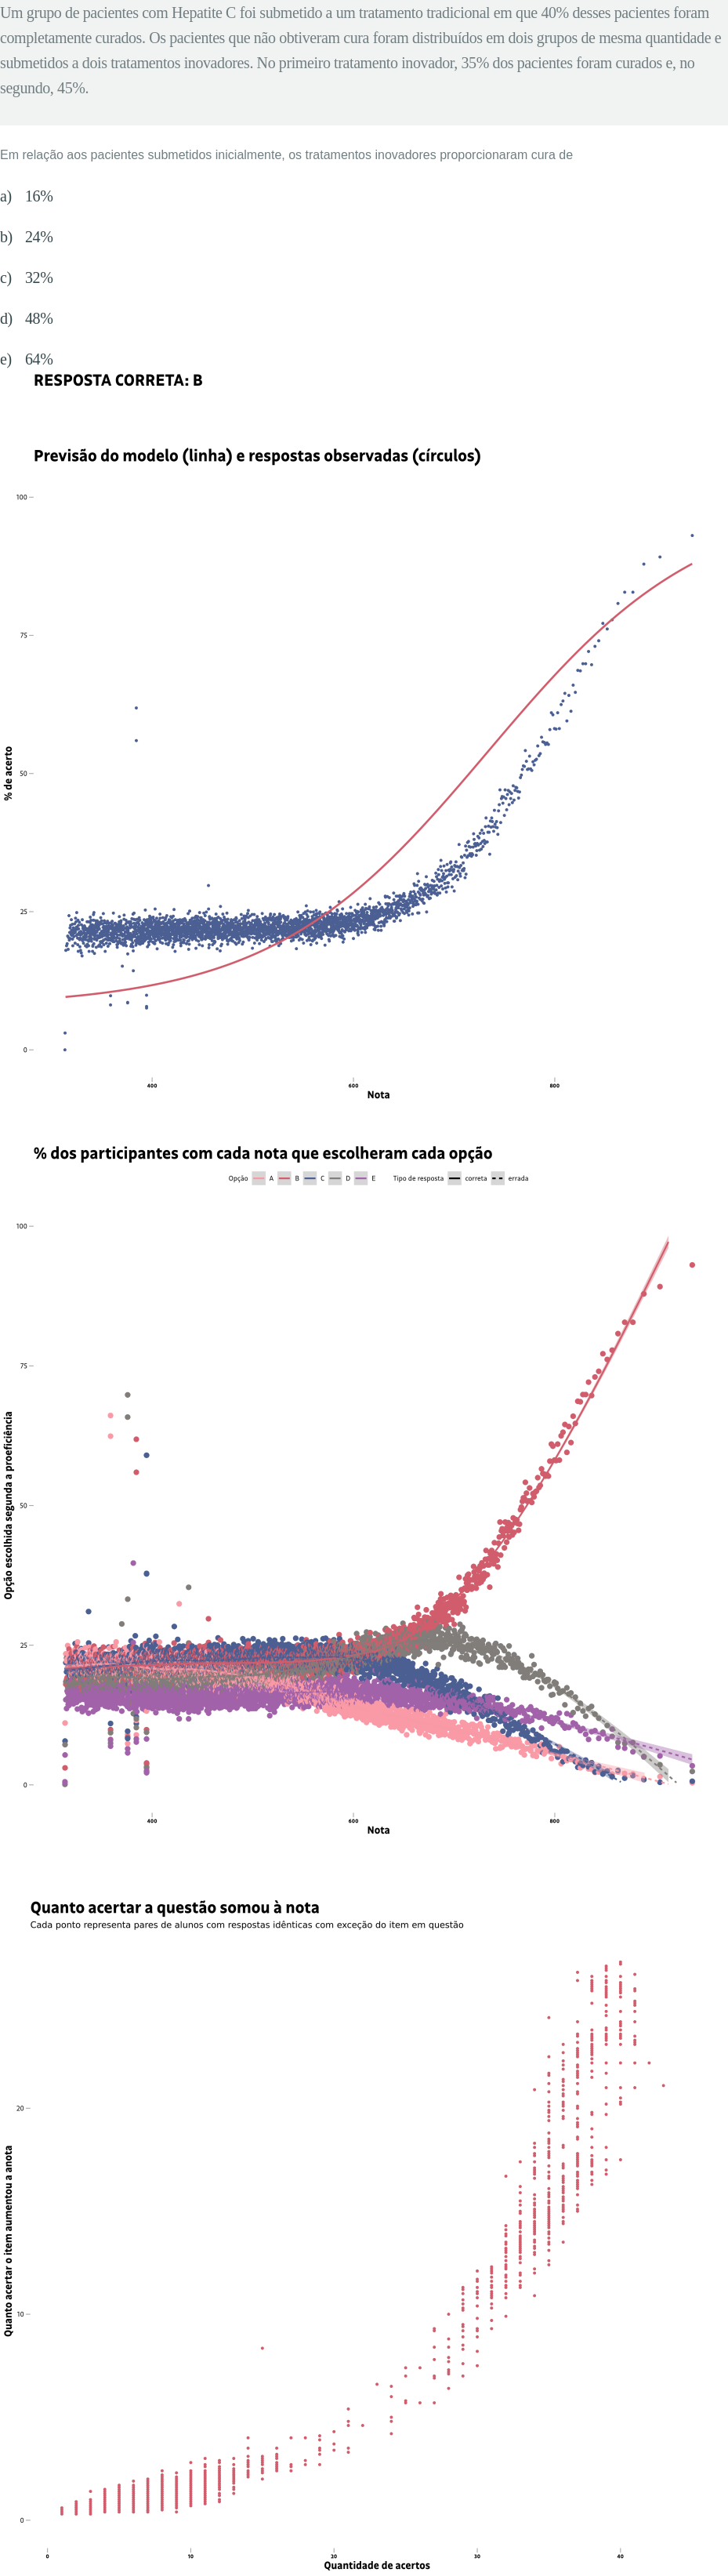 Um grupo de pacientes com Hepatite C foi submetido a um tratamento tradicional em que 40% desses pacientes foram
completamente curados. Os pacientes que não obtiveram cura foram distribuídos em dois grupos de mesma quantidade e
submetidos a dois tratamentos inovadores. No primeiro tratamento inovador, 35% dos pacientes foram curados e, no
segundo, 45%.
Em relação aos pacientes submetidos inicialmente, os tratamentos inovadores proporcionaram cura de
a) 16%
b) 24%
c) 32%
d) 48%
e) 64%
RESPOSTA CORRETA: B
Previsão do modelo (linha) e respostas observadas (círculos)
100
75
50
25
0
% de acerto
400 600 800
Nota
% dos participantes com cada nota que escolheram cada opção
Opção A B C D E Tipo de resposta correta errada
100
75
50
25
0
Opção escolhida segunda a proeficiência
400 600 800
Nota
Quanto acertar a questão somou à nota
Cada ponto representa pares de alunos com respostas idênticas com exceção do item em questão
20
10
0
Quanto acertar o item aumentou a anota
0 10 20 30 40
Quantidade de acertos